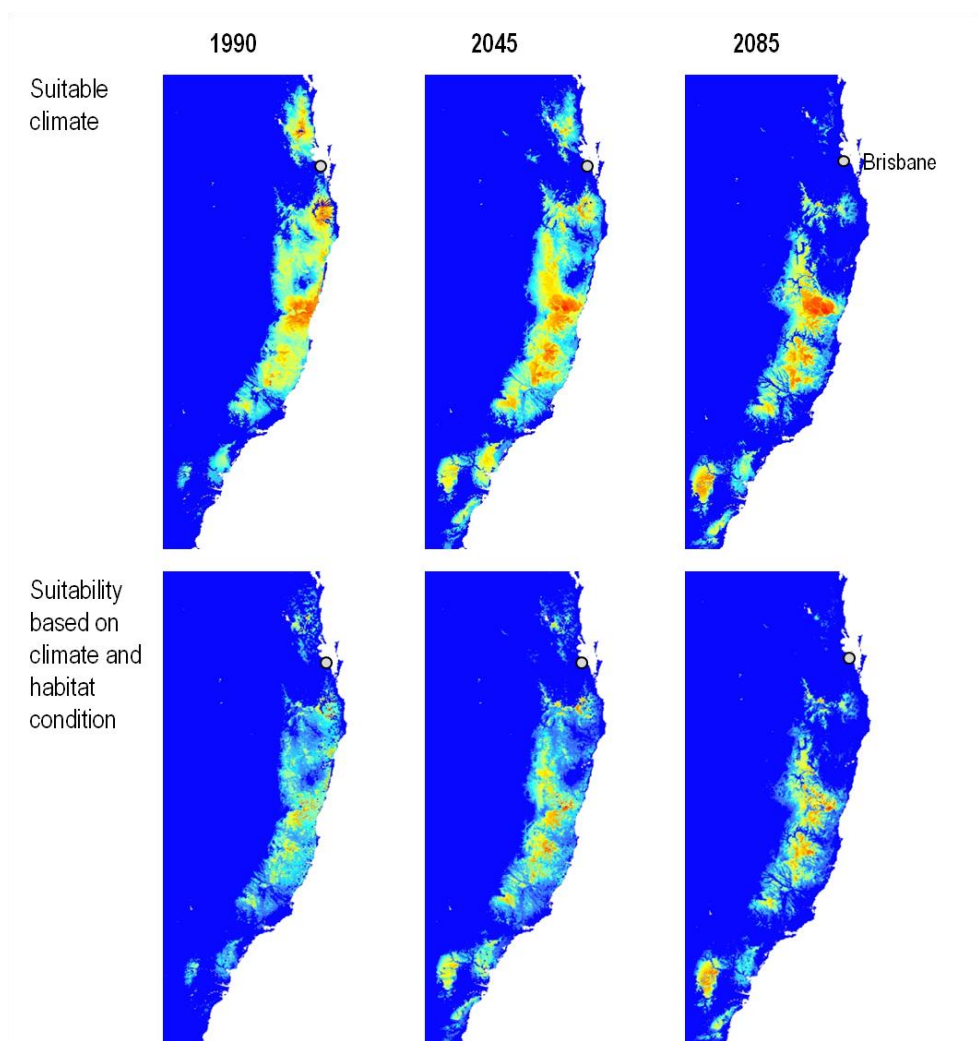 1990 2045 2085
Suitable
climate
Brisbane
Suitability
based on
climate and
habitat
condition